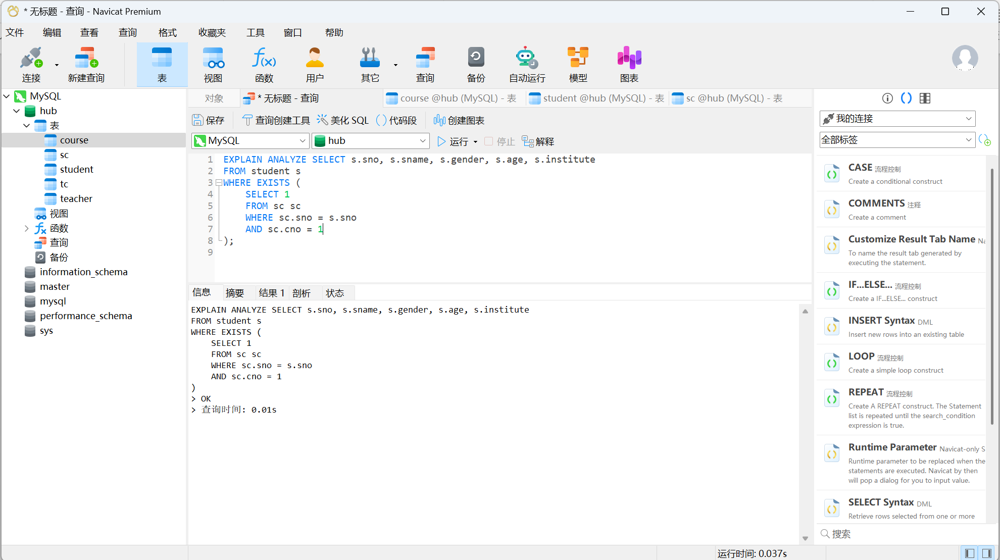 * 无标题 - 查询 - Navicat Premium
文件 编辑 查看 查询 格式 收藏夹 工具 窗口 帮助
连接 新建查询 表 视图 函数 用户 其它 查询 备份 自动运行 模型 图表
MySQL
hub
表
course
sc
student
tc
teacher
视图
函数
查询
备份
information_schema
master
mysql
performance_schema
sys
对象 * 无标题 - 查询 course @hub (MySQL) - 表 student @hub (MySQL) - 表 sc @hub (MySQL) - 表
保存 查询创建工具 美化 SQL () 代码段 创建图表
MySQL hub 运行 停止 解释
1 EXPLAIN ANALYZE SELECT s.sno, s.sname, s.gender, s.age, s.institute
2 FROM student s
3 WHERE EXISTS (
4 SELECT 1
5 FROM sc sc
6 WHERE sc.sno = s.sno
7 AND sc.cno = 1
8 );
9
信息 摘要 结果 1 剖析 状态
EXPLAIN ANALYZE SELECT s.sno, s.sname, s.gender, s.age, s.institute
FROM student s
WHERE EXISTS (
SELECT 1
FROM sc sc
WHERE sc.sno = s.sno
AND sc.cno = 1
)
> OK
> 查询时间: 0.01s
我的连接
全部标签
CASE 流程控制
Create a conditional construct
COMMENTS 注释
Create a comment
Customize Result Tab Name Na
To name the result tab generated by
executing the statement.
IF...ELSE... 流程控制
Create a IF...ELSE... construct
INSERT Syntax DML
Insert new rows into an existing table
LOOP 流程控制
Create a simple loop construct
REPEAT 流程控制
Create A REPEAT construct. The Statement
list is repeated until the search_condition
expression is true.
Runtime Parameter Navicat-only S
Runtime parameter to be replaced when the
statements are executed. Navicat by then
will pop a dialog for you to input value.
SELECT Syntax DML
Retrieve rows selected from one or more
搜索
运行时间: 0.037s